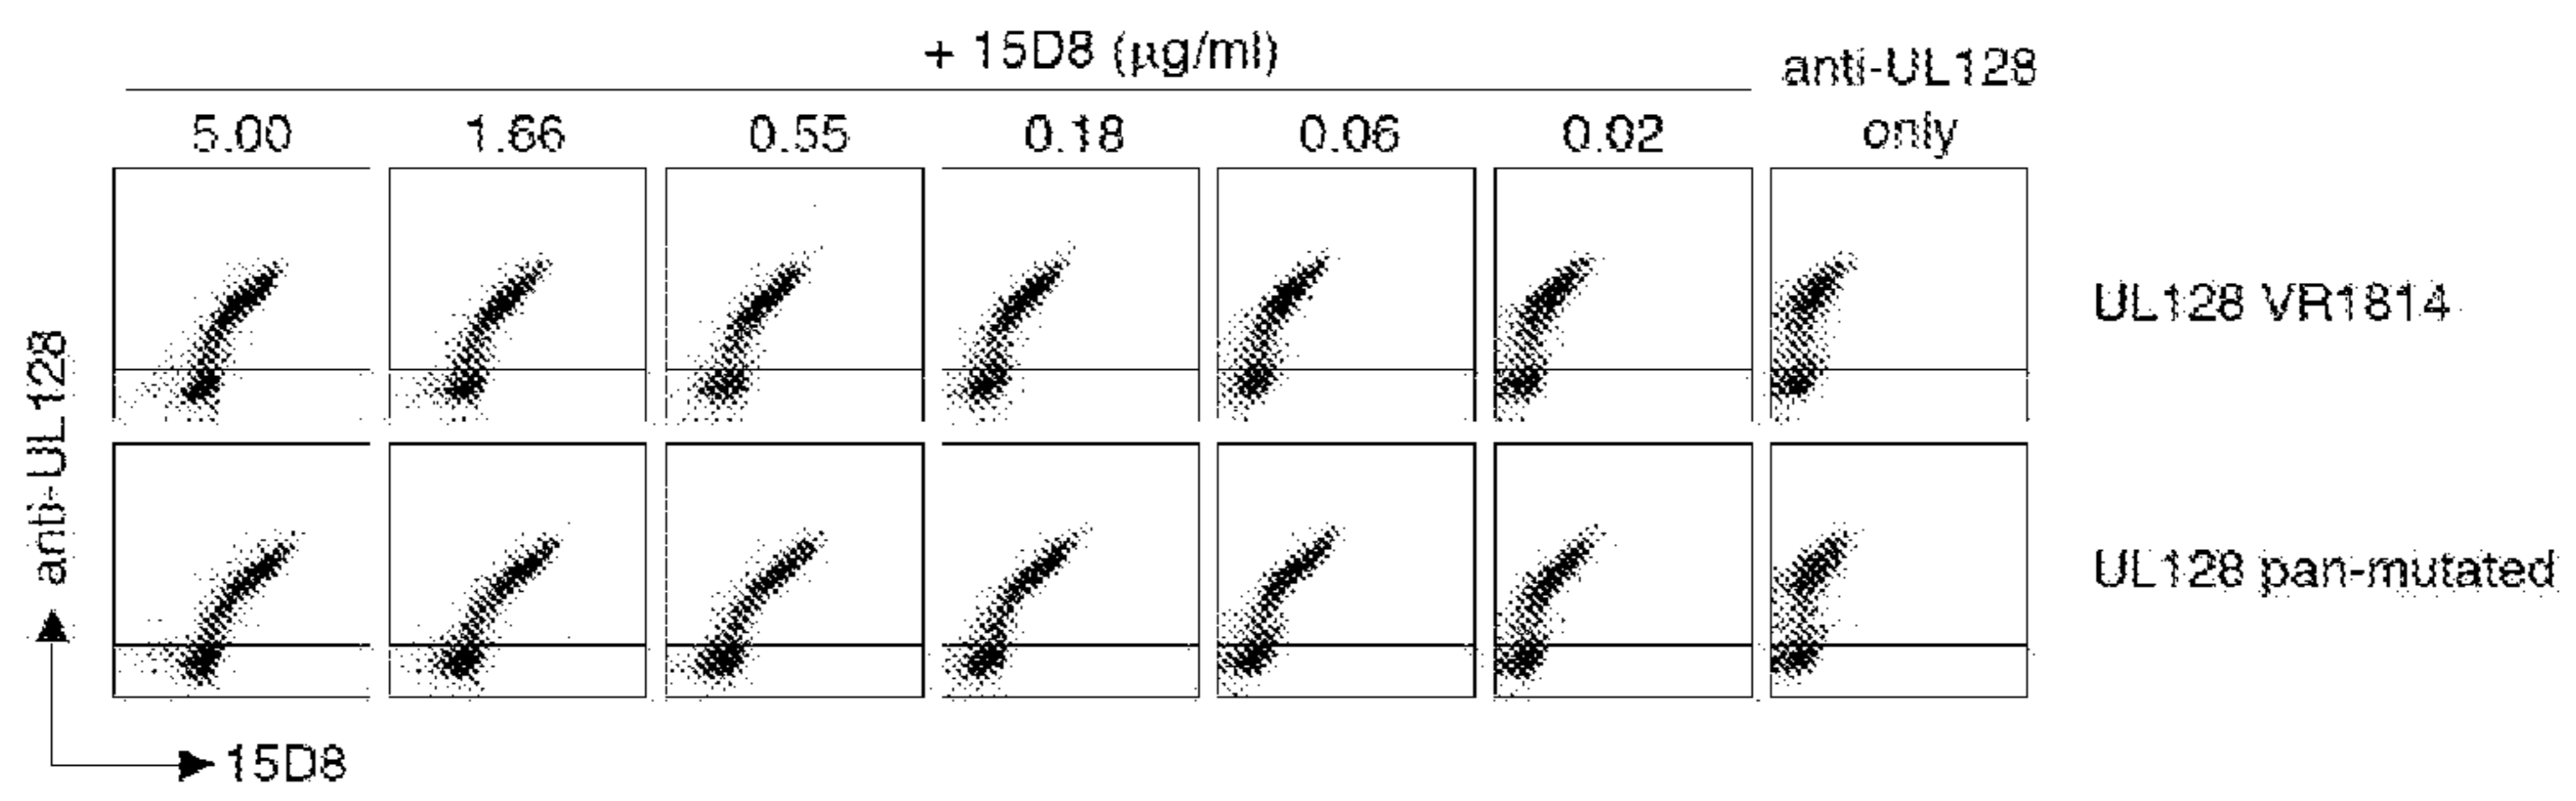 + 15D8 (µg/ml)
anti-UL128 only
5.00 1.66 0.55 0.18 0.06 0.02
UL128 VR1814
UL128 pan-mutated
anti-UL128
15D8